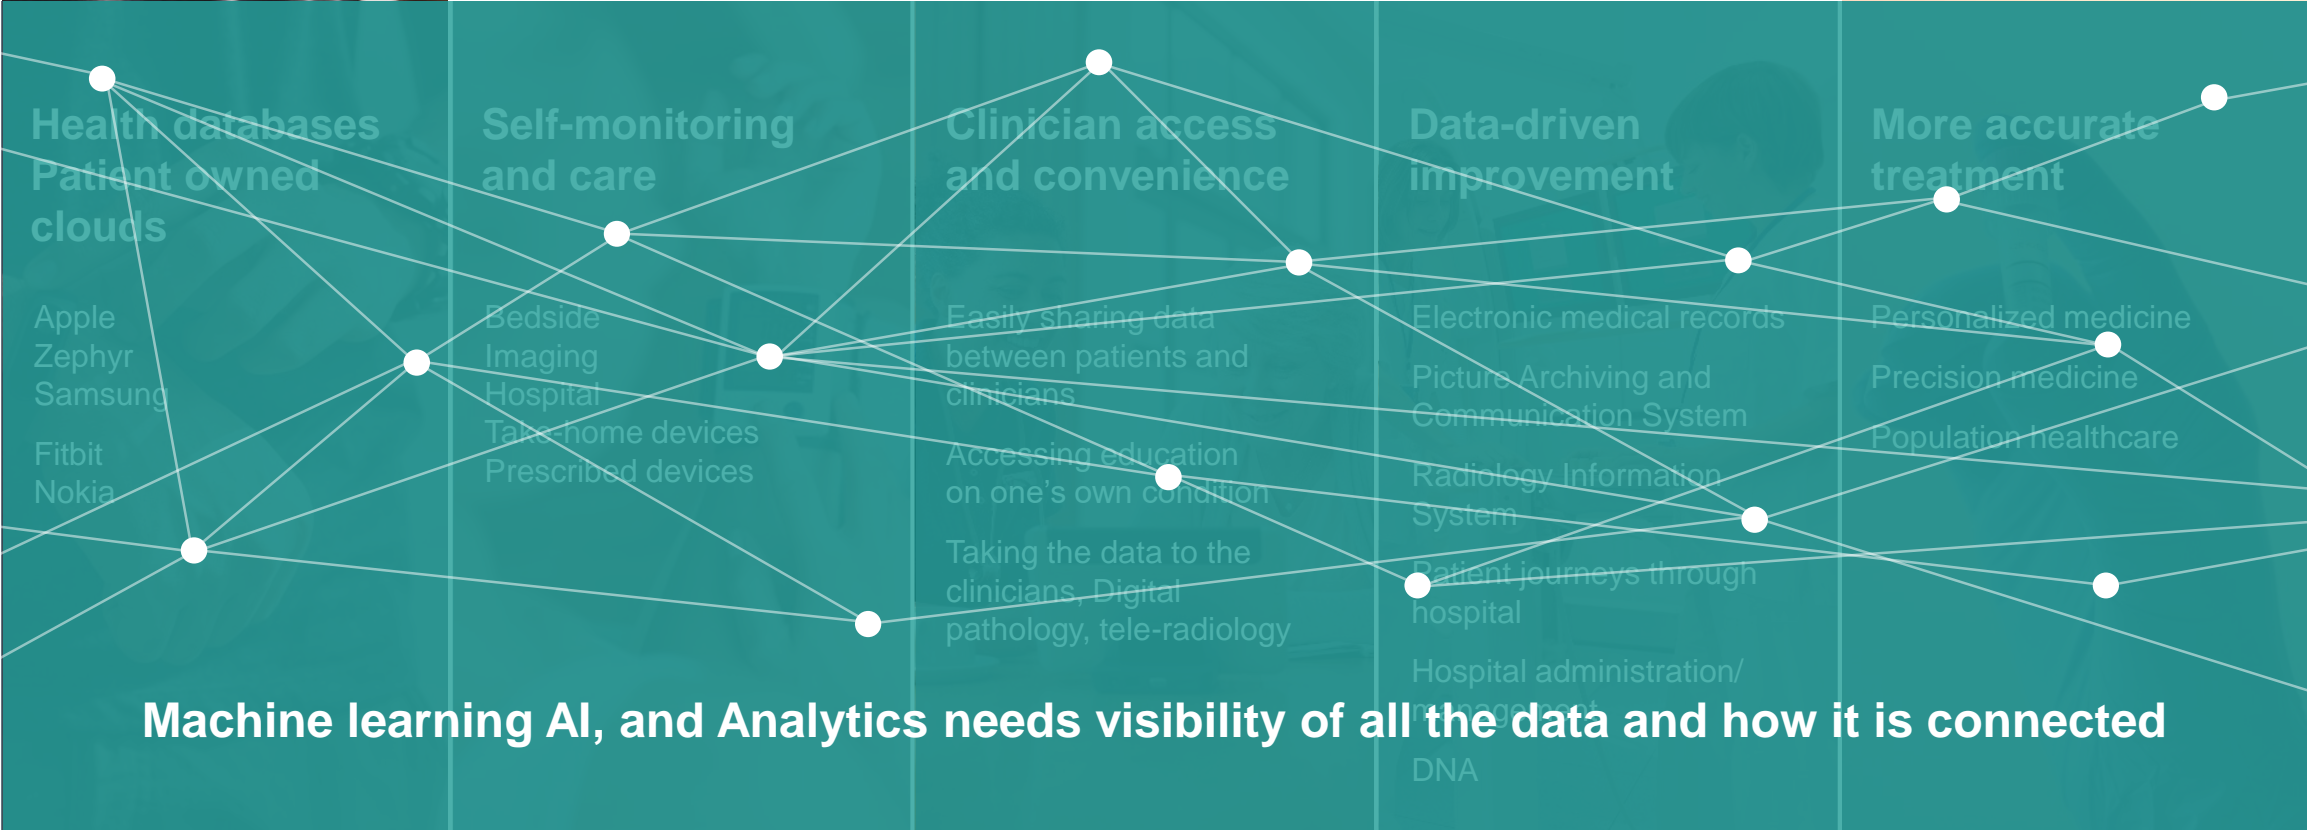 Health databases
Patient owned
clouds
Apple
Zephyr
Samsung
Fitbit
Nokia
Self-monitoring
and care
Bedside
Imaging
Hospital
Take-home devices
Prescribed devices
Clinician access
and convenience
Easily sharing data
between patients and
clinicians
Accessing education
on one's own condition
Taking the data to the
clinicians, Digital
pathology, tele-radiology
Data-driven
improvement
Electronic medical records
Picture Archiving and
Communication System
Radiology Information
System
Patient journeys through
hospital
Hospital administration/
management
DNA
More accurate
treatment
Personalized medicine
Precision medicine
Population healthcare
Machine learning AI, and Analytics needs visibility of all the data and how it is connected